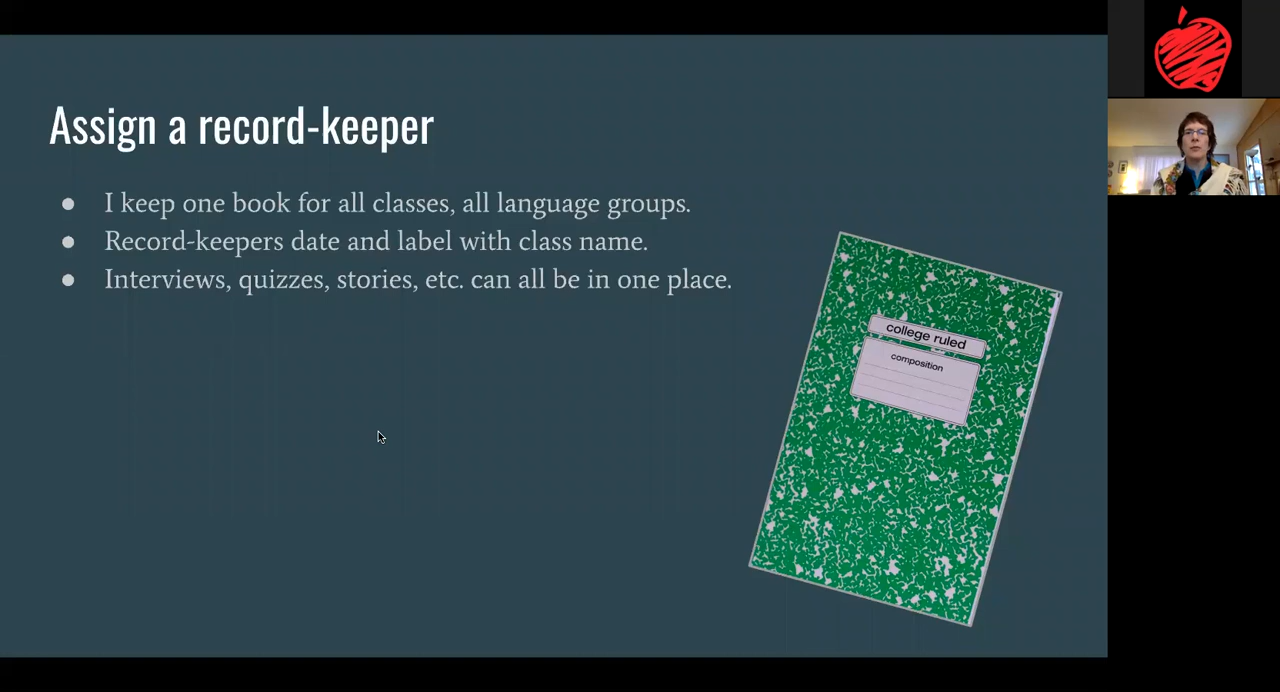 Assign a record-keeper
● I keep one book for all classes, all language groups.
● Record-keepers date and label with class name.
● Interviews, quizzes, stories, etc. can all be in one place.
college ruled
composition